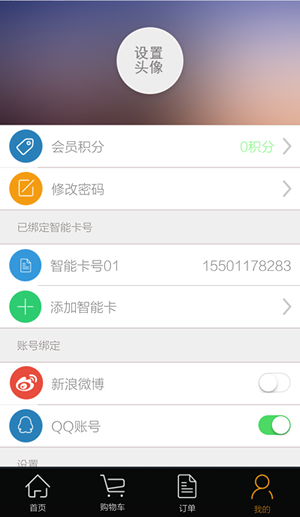 设置
头像
会员积分 0积分
修改密码
已绑定智能卡号
智能卡号01 15501178283
添加智能卡
账号绑定
新浪微博
QQ账号
设置
首页 购物车 订单 我的